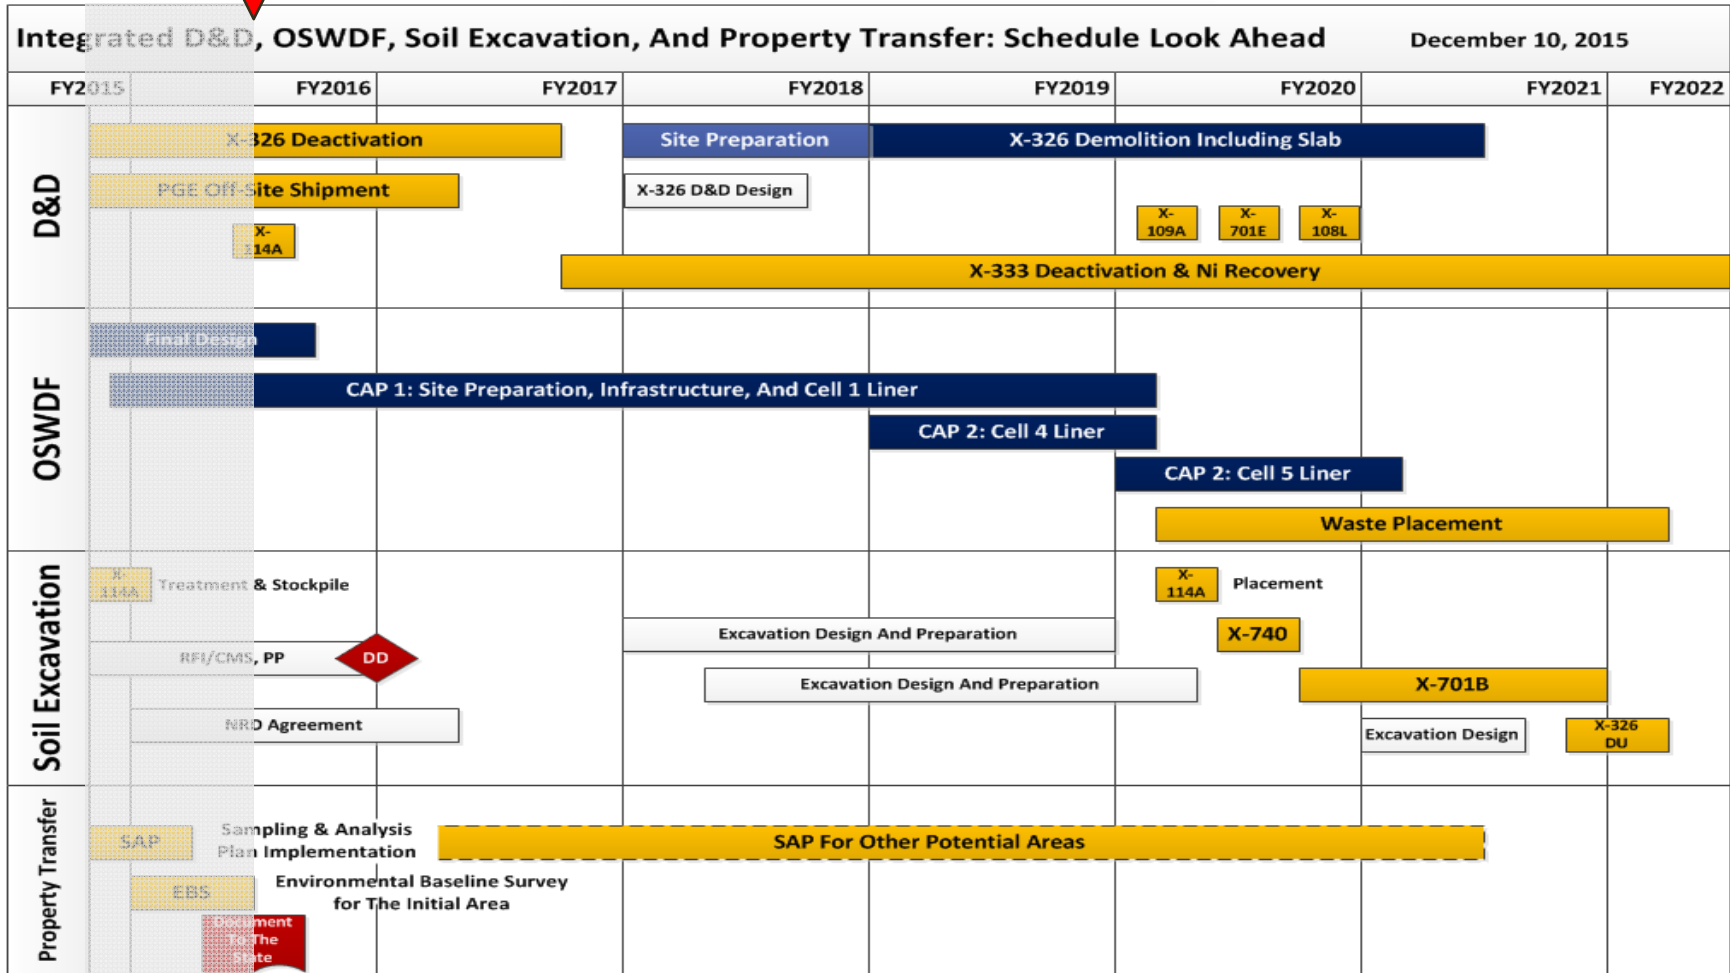 Integrated D&D, OSWDF, Soil Excavation, And Property Transfer: Schedule Look Ahead
December 10, 2015
FY2015
FY2016
FY2017
FY2018
FY2019
FY2020
FY2021
FY2022
D&D
X-326 Deactivation
Site Preparation
X-326 Demolition Including Slab
PGE Off-Site Shipment
X-326 D&D Design
X-
114A
X-
109A
X-
701E
X-
108L
X-333 Deactivation & Ni Recovery
OSWDF
Final Design
CAP 1: Site Preparation, Infrastructure, And Cell 1 Liner
CAP 2: Cell 4 Liner
CAP 2: Cell 5 Liner
Waste Placement
Soil Excavation
X-
114A
Treatment & Stockpile
X-
114A
Placement
Excavation Design And Preparation
X-740
RFI/CMS, PP
DD
Excavation Design And Preparation
X-701B
NRD Agreement
Excavation Design
X-326
DU
Property Transfer
SAP
Sampling & Analysis
Plan Implementation
SAP For Other Potential Areas
EBS
Environmental Baseline Survey
for The Initial Area
Document
To The
State